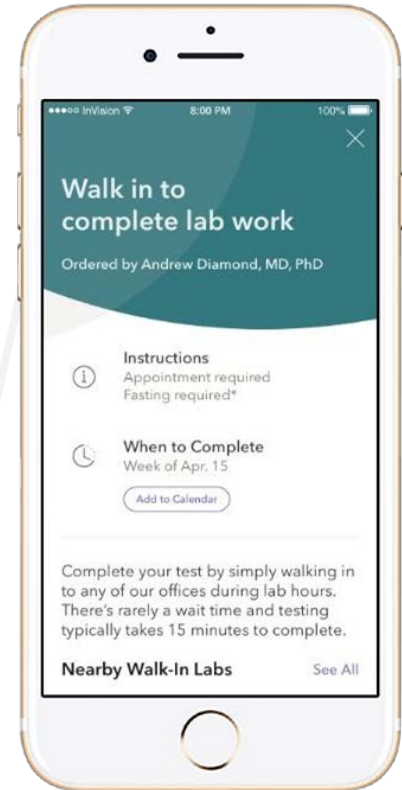 InVision 8:00 PM 100%
Walk in to
complete lab work
Ordered by Andrew Diamond, MD, PhD
Instructions
Appointment required
Fasting required*
When to Complete
Week of Apr. 15
Add to Calendar
Complete your test by simply walking in
to any of our offices during lab hours.
There's rarely a wait time and testing
typically takes 15 minutes to complete.
Nearby Walk-In Labs See All